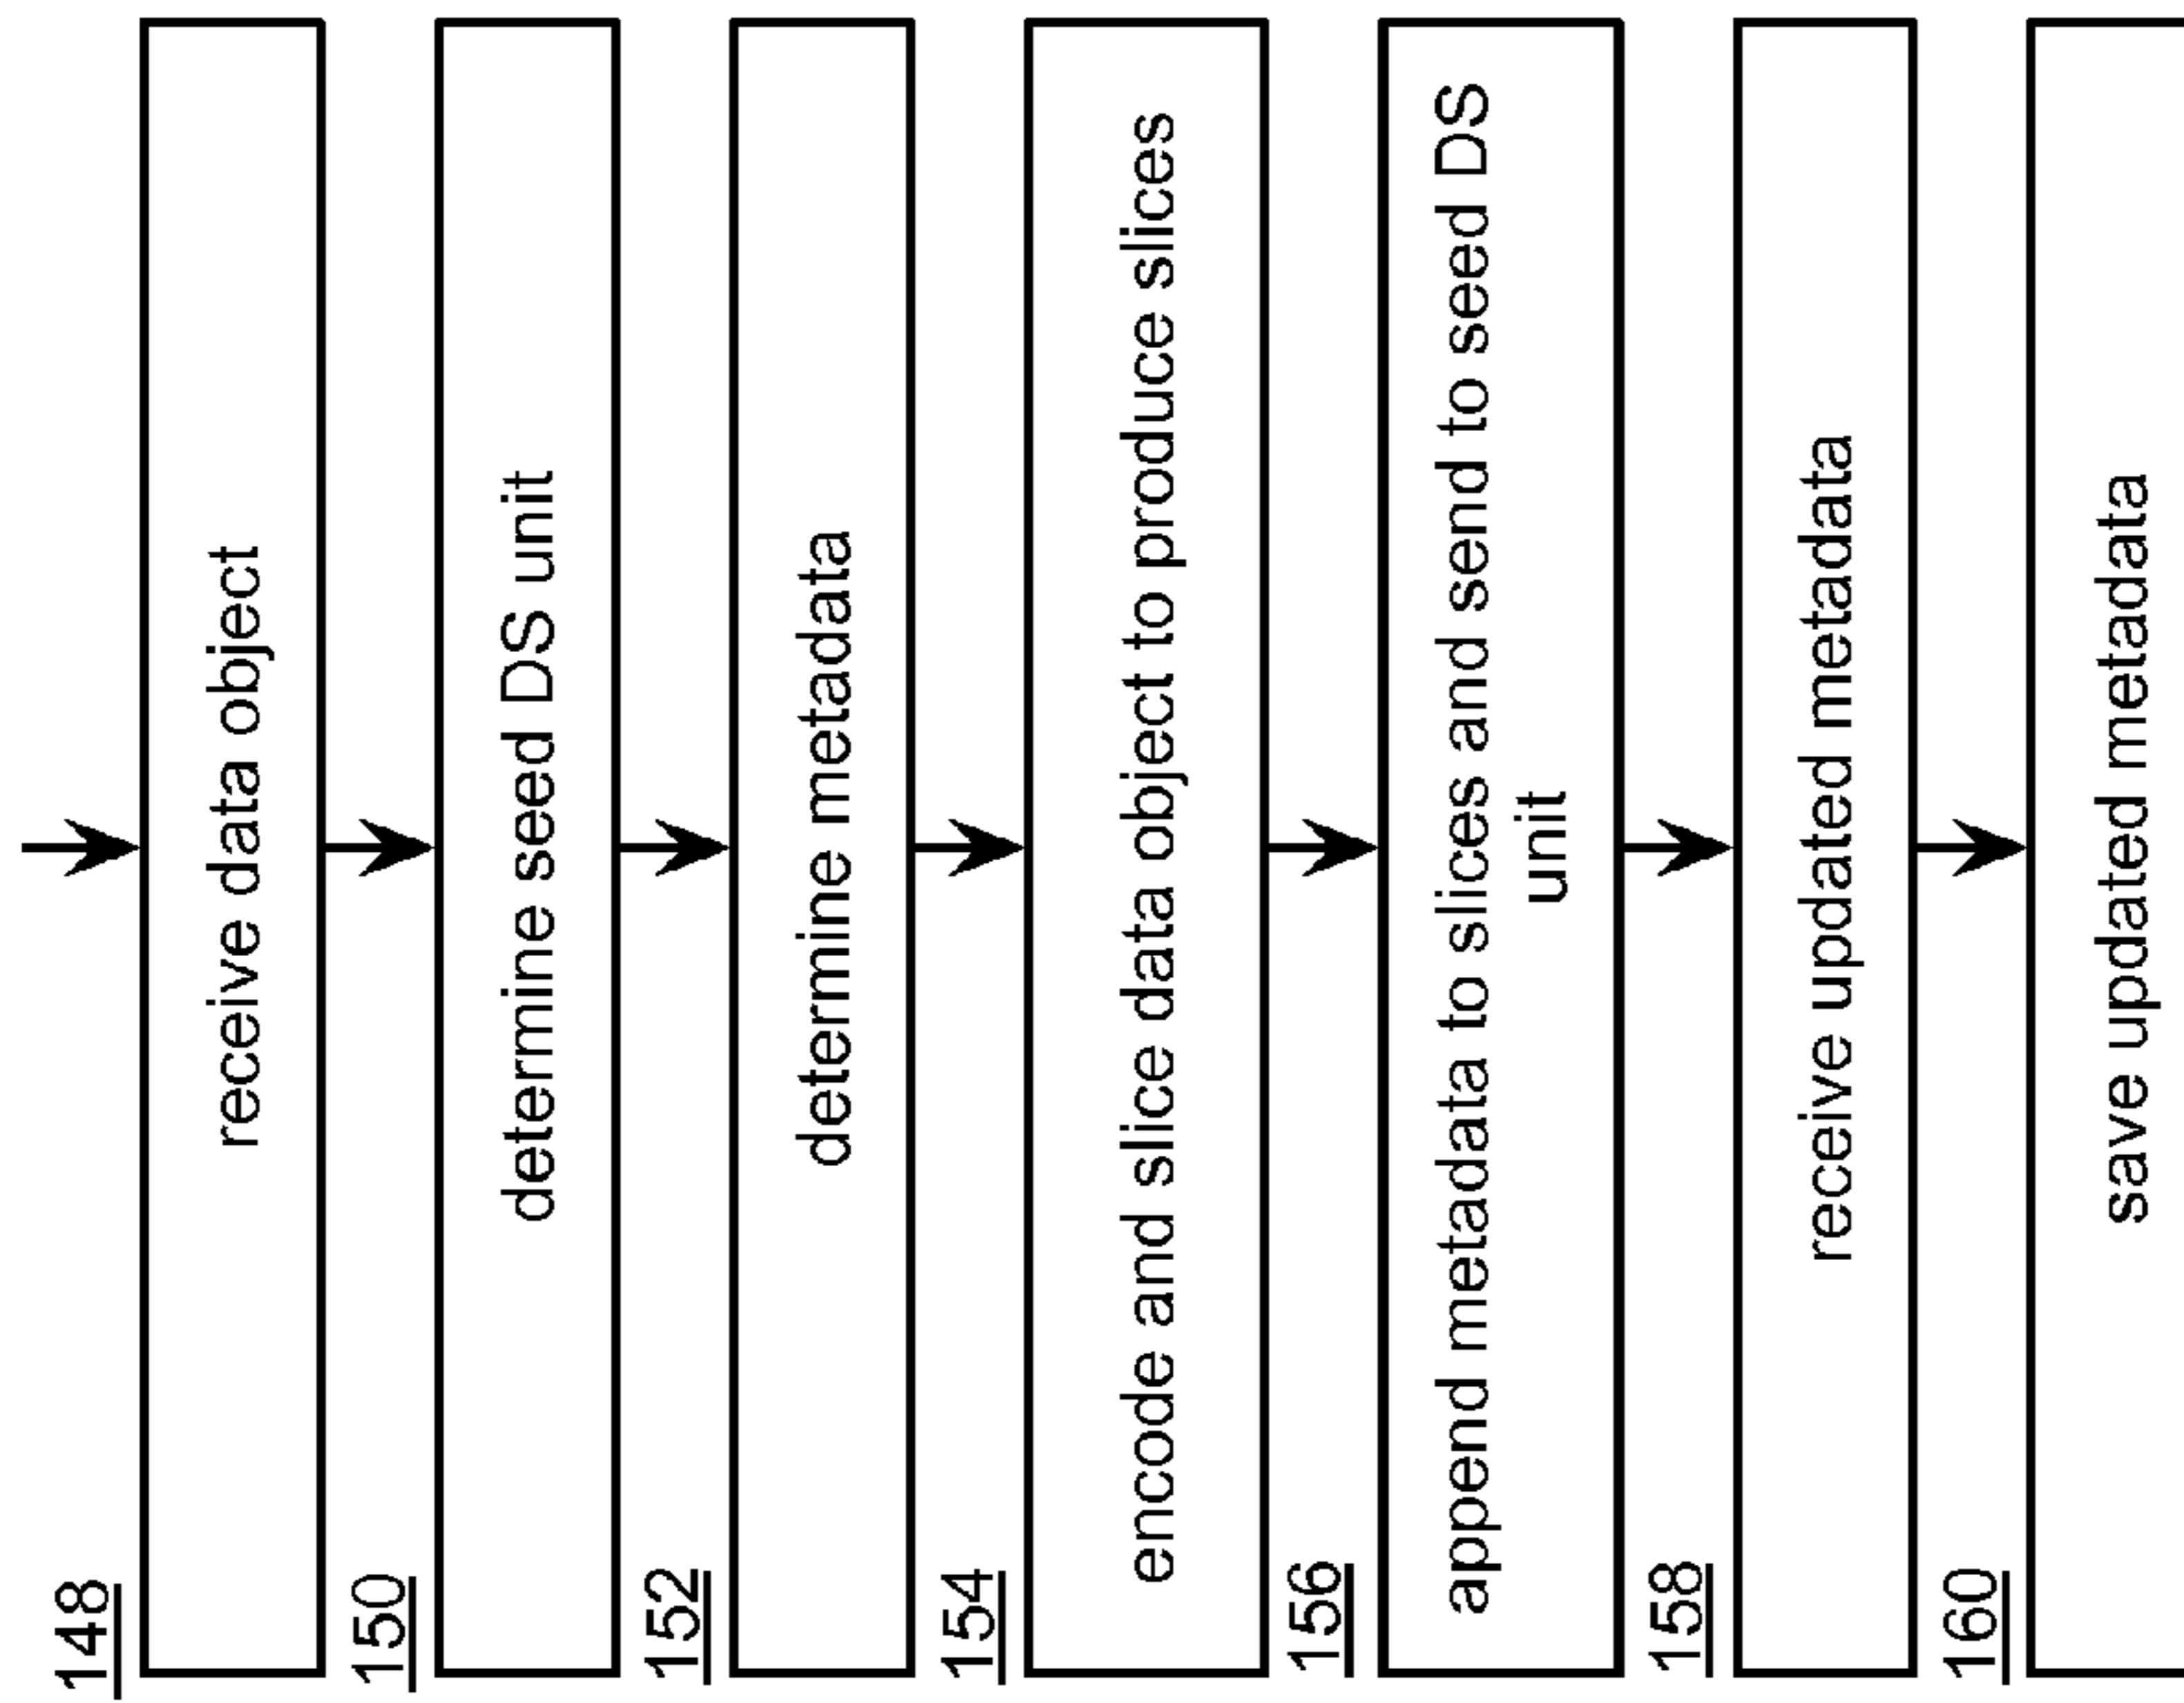 148
receive data object
150
determine seed DS unit
152
determine metadata
154
encode and slice data object to produce slices
156
append metadata to slices and send to seed DS
unit
158
receive updated metadata
160
save updated metadata